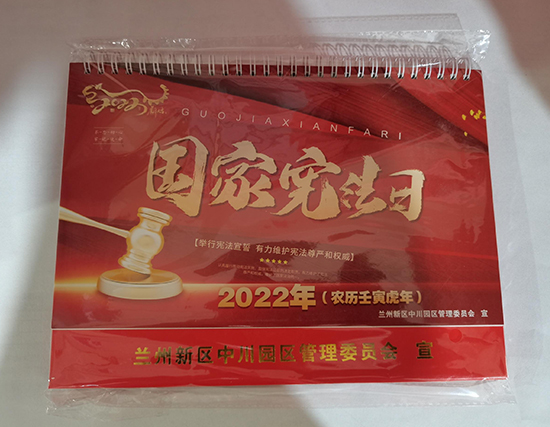 GUOJIAXIANFARI
国家宪法日
【举行宪法宣誓 有力维护宪法尊严和权威】
★★★★★
2022年（农历壬寅虎年）
兰州新区中川园区管理委员会 宣
兰州新区中川园区管理委员会 宣